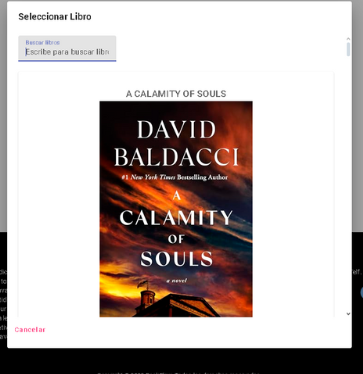 Seleccionar Libro
Buscar libros
Escribe para buscar libr
A CALAMITY OF SOULS
DAVID
BALDACCI
#1 New York Times Bestselling Author
A
CALAMITY
OF
SOULS
a novel
Cancelar